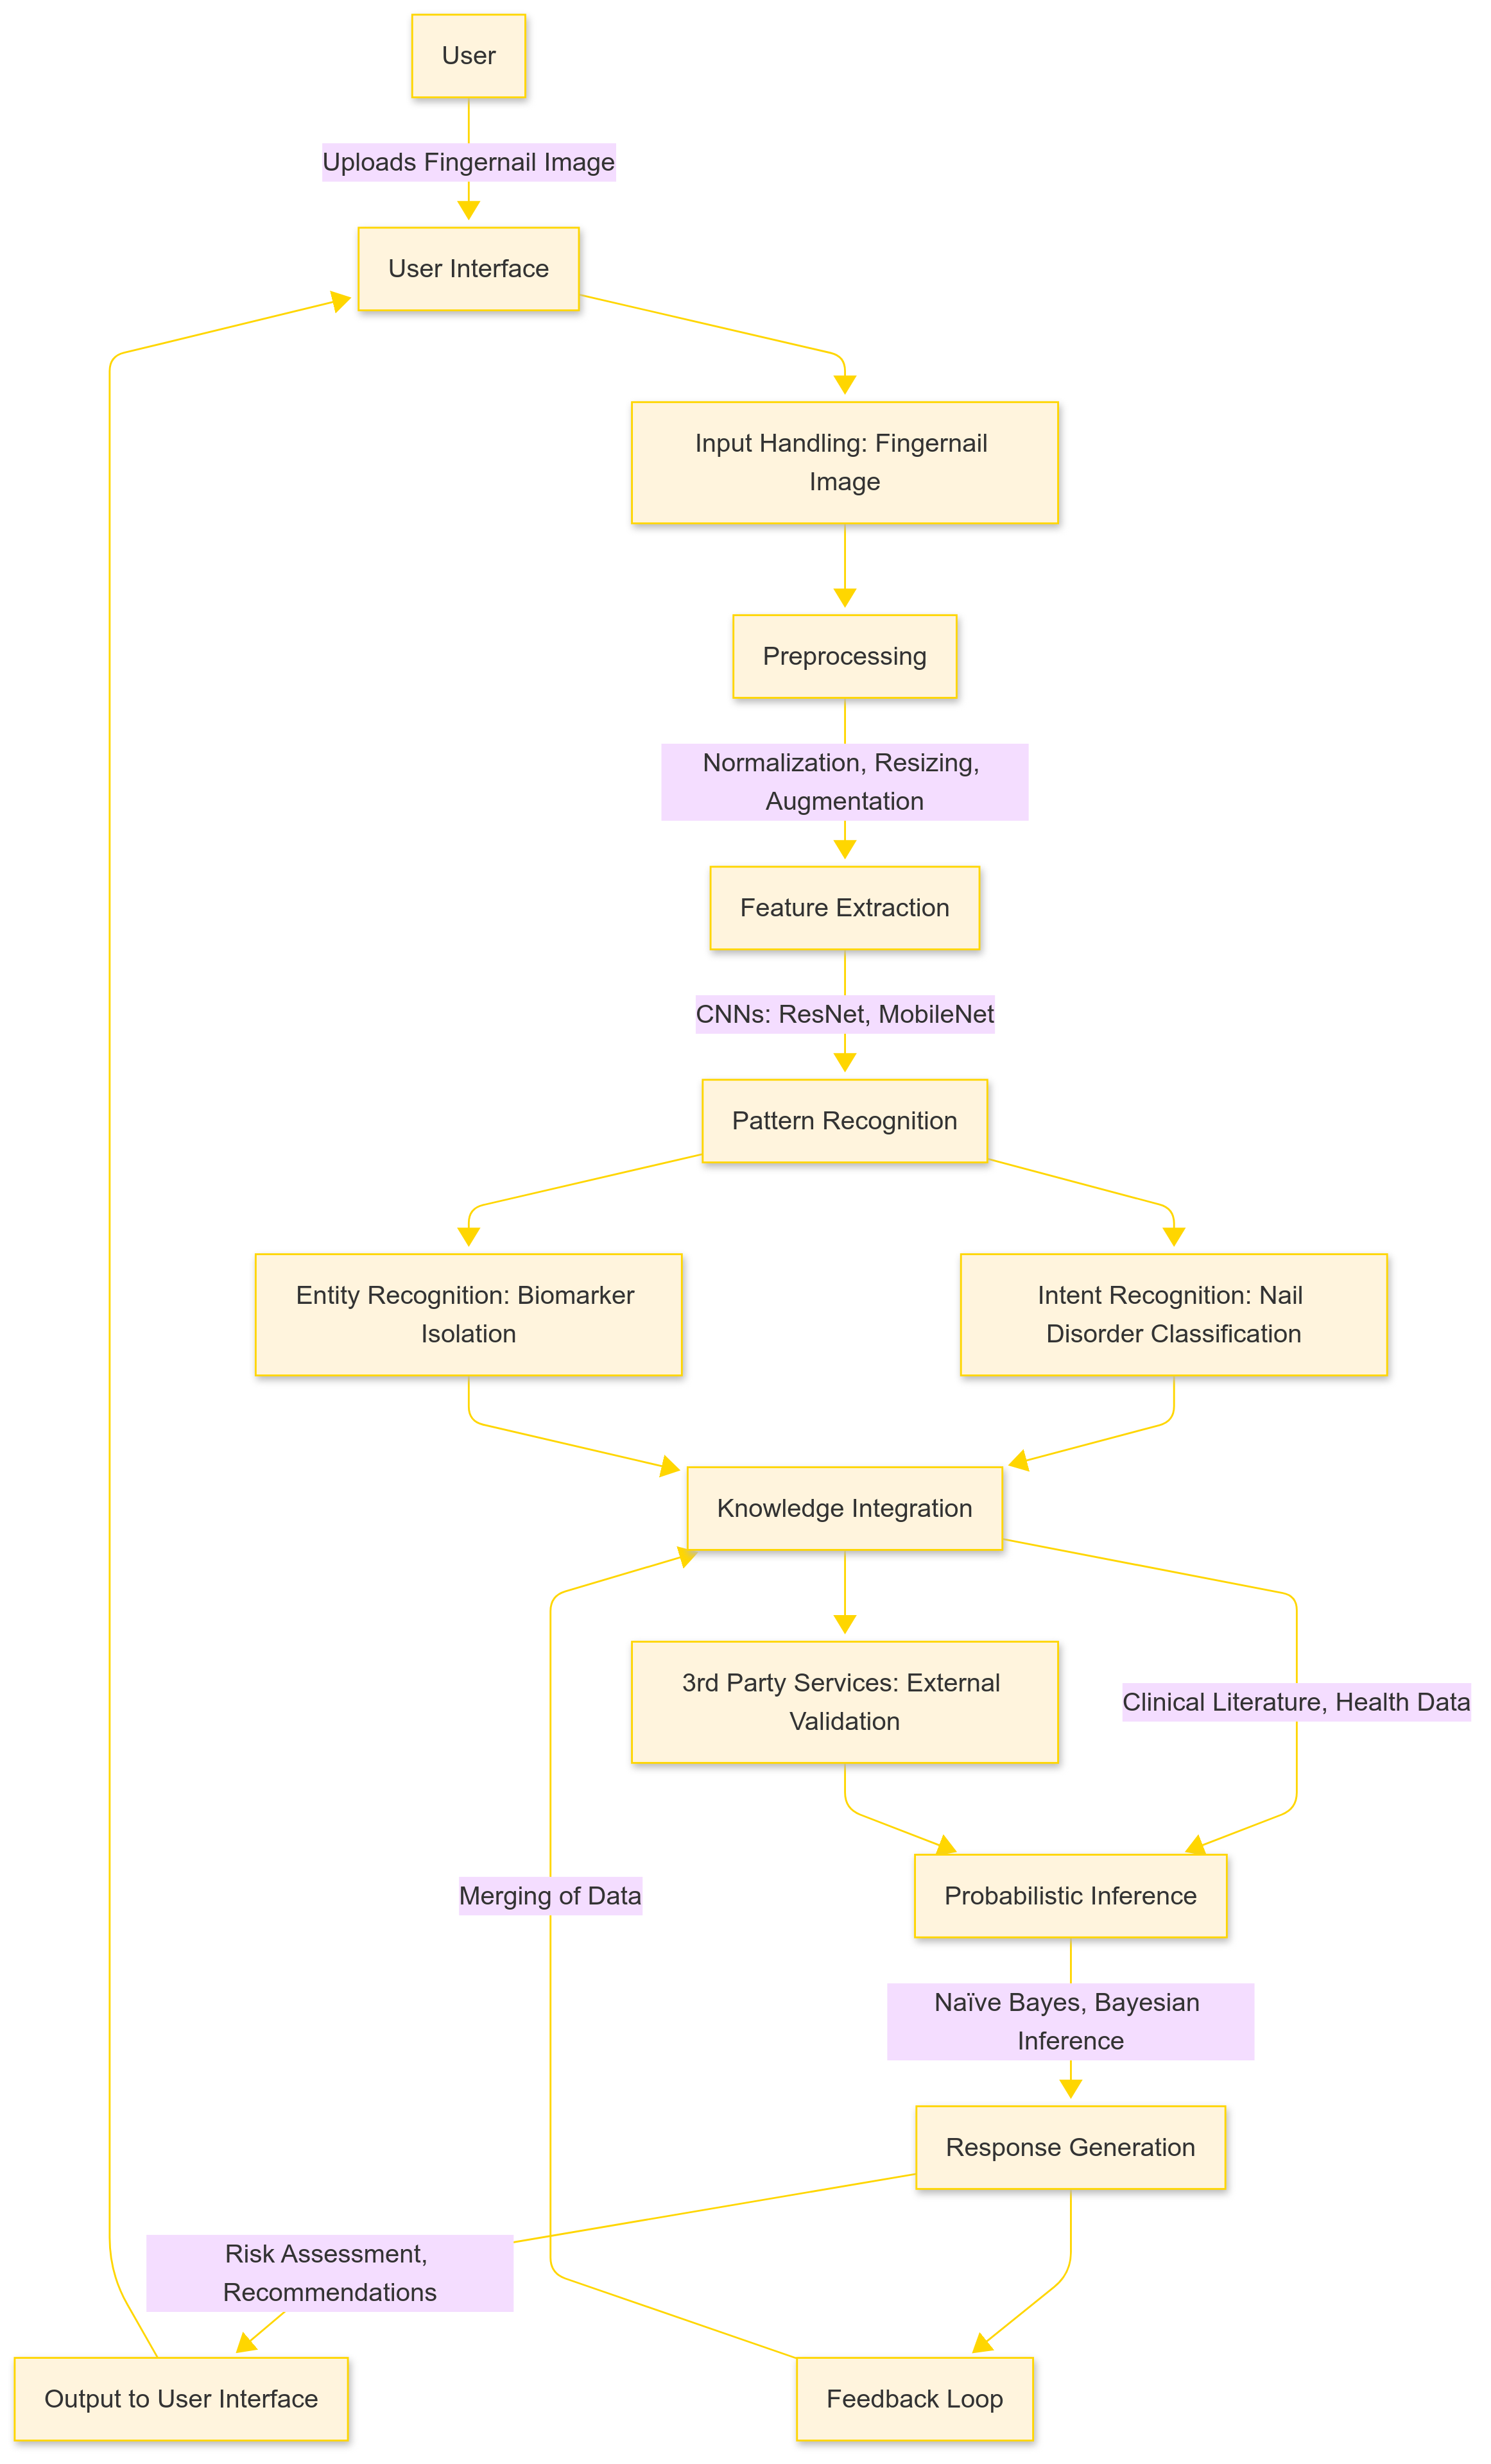 User
Uploads Fingernail Image
User Interface
Input Handling: Fingernail
Image
Preprocessing
Normalization, Resizing,
Augmentation
Feature Extraction
CNNs: ResNet, MobileNet
Pattern Recognition
Entity Recognition: Biomarker
Isolation
Intent Recognition: Nail
Disorder Classification
Knowledge Integration
3rd Party Services: External
Validation
Clinical Literature, Health Data
Merging of Data
Probabilistic Inference
Naïve Bayes, Bayesian
Inference
Response Generation
Risk Assessment,
Recommendations
Output to User Interface
Feedback Loop